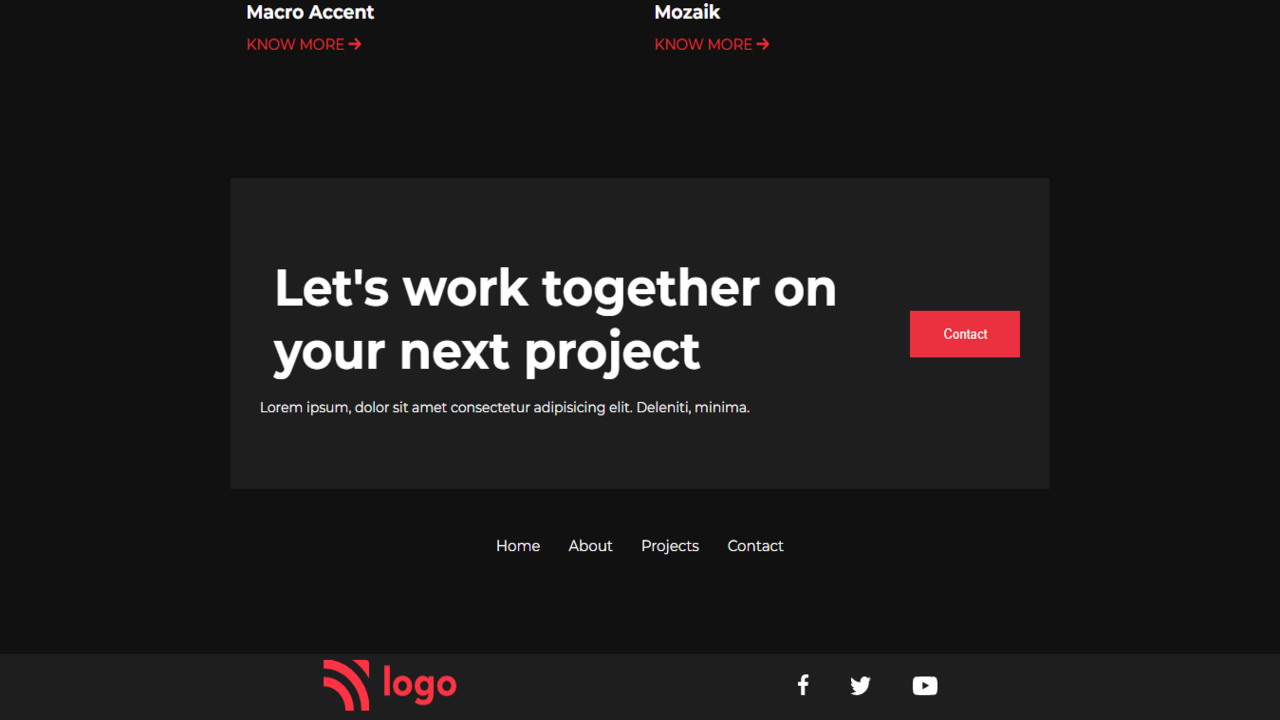 Macro Accent
Mozaik
KNOW MORE →
KNOW MORE →
Let's work together on
your next project
Contact
Lorem ipsum, dolor sit amet consectetur adipisicing elit. Deleniti, minima.
Home About Projects Contact
logo